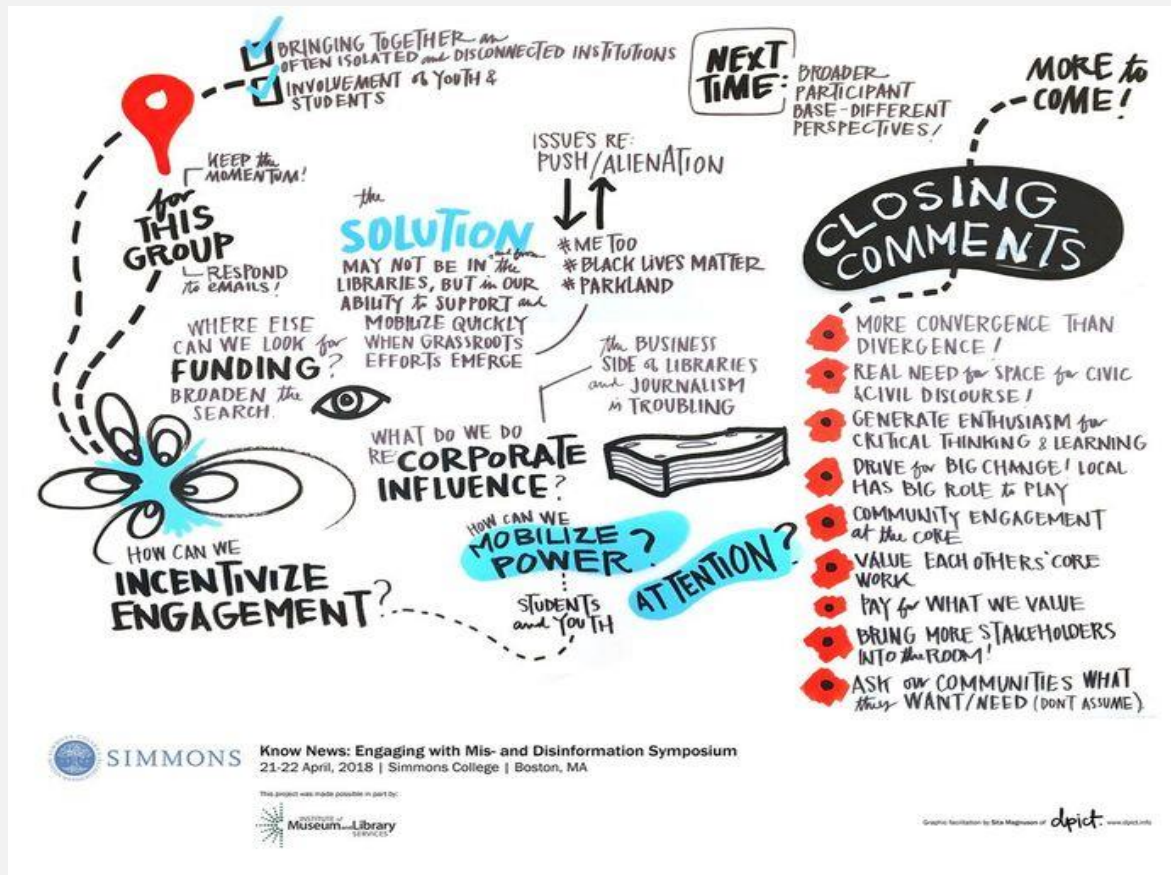 BRINGING TOGETHER an
OFTEN ISOLATED and DISCONNECTED INSTITUTIONS
INVOLVEMENT of YOUTH &
STUDENTS
KEEP the
MOMENTUM!
for
THIS
GROUP
RESPOND
to eMAILS!
NEXT
TIME:
BROADER
PARTICIPANT
BASE - DIFFERENT
PERSPECTIVES!
MORE to
COME!
ISSUES RE:
PUSH/ALIENATION
#ME TOO
#BLACK LIVES MATTER
#PARKLAND
the
SOLUTION
MAY NOT BE IN and from the
LIBRARIES, BUT in OUR
ABILITY to SUPPORT and
MOBILIZE QUICKLY
WHEN GRASSROOTS
EFFORTS EMERGE
WHERE ELSE
CAN WE LOOK for
FUNDING?
BROADEN the
SEARCH.
the BUSINESS
SIDE of LIBRARIES
and JOURNALISM
is TROUBLING
WHAT DO WE DO
RE: CORPORATE
INFLUENCE?
HOW CAN WE
INCENTIVIZE
ENGAGEMENT?
HOW CAN WE
MOBILIZE
POWER?
ATTENTION?
STUDENTS
and YOUTH
CLOSING
COMMENTS
MORE CONVERGENCE THAN
DIVERGENCE!
REAL NEED for SPACE for CIVIC
& CIVIL DISCOURSE!
GENERATE ENTHUSIASM for
CRITICAL THINKING & LEARNING
DRIVE for BIG CHANGE! LOCAL
HAS BIG ROLE to PLAY
COMMUNITY ENGAGEMENT
at the CORE
VALUE EACH OTHERS' CORE
WORK
PAY for WHAT WE VALUE
BRING MORE STAKEHOLDERS
INTO the ROOM!
ASK our COMMUNITIES WHAT
they WANT/NEED (DONT ASSUME).
SIMMONS
Know News: Engaging with Mis- and Disinformation Symposium
21-22 April, 2018 | Simmons College | Boston, MA
This project was made possible in part by:
INSTITUTE of
Museum and Library
SERVICES
Graphic facilitation by Sita Magnuson of dpict. www.dpict.info